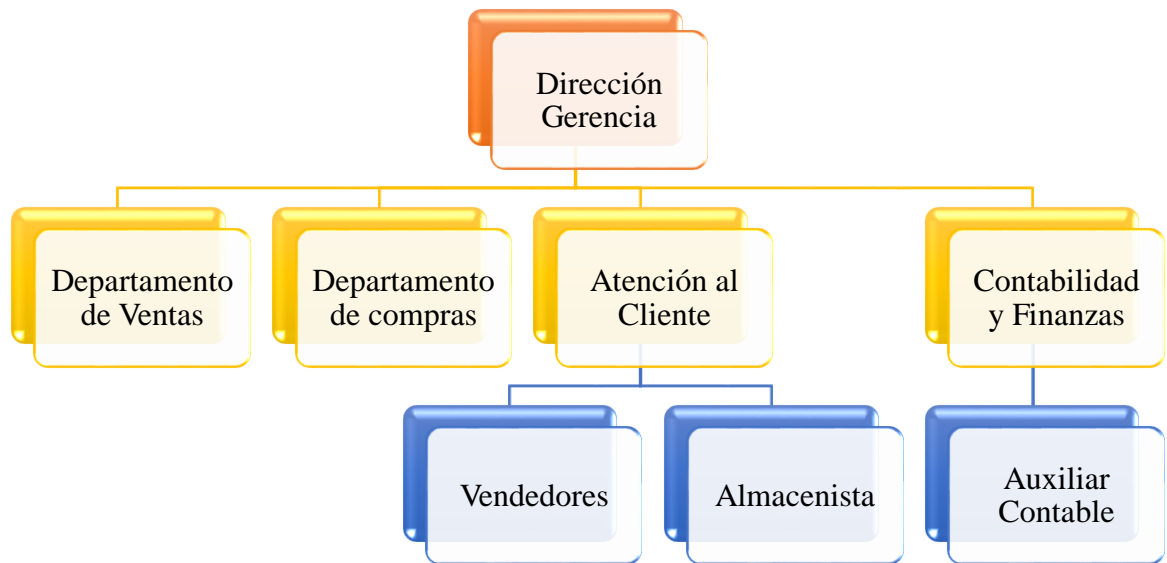 Dirección
Gerencia
Departamento
de Ventas
Departamento
de compras
Atención al
Cliente
Contabilidad
y Finanzas
Vendedores
Almacenista
Auxiliar
Contable